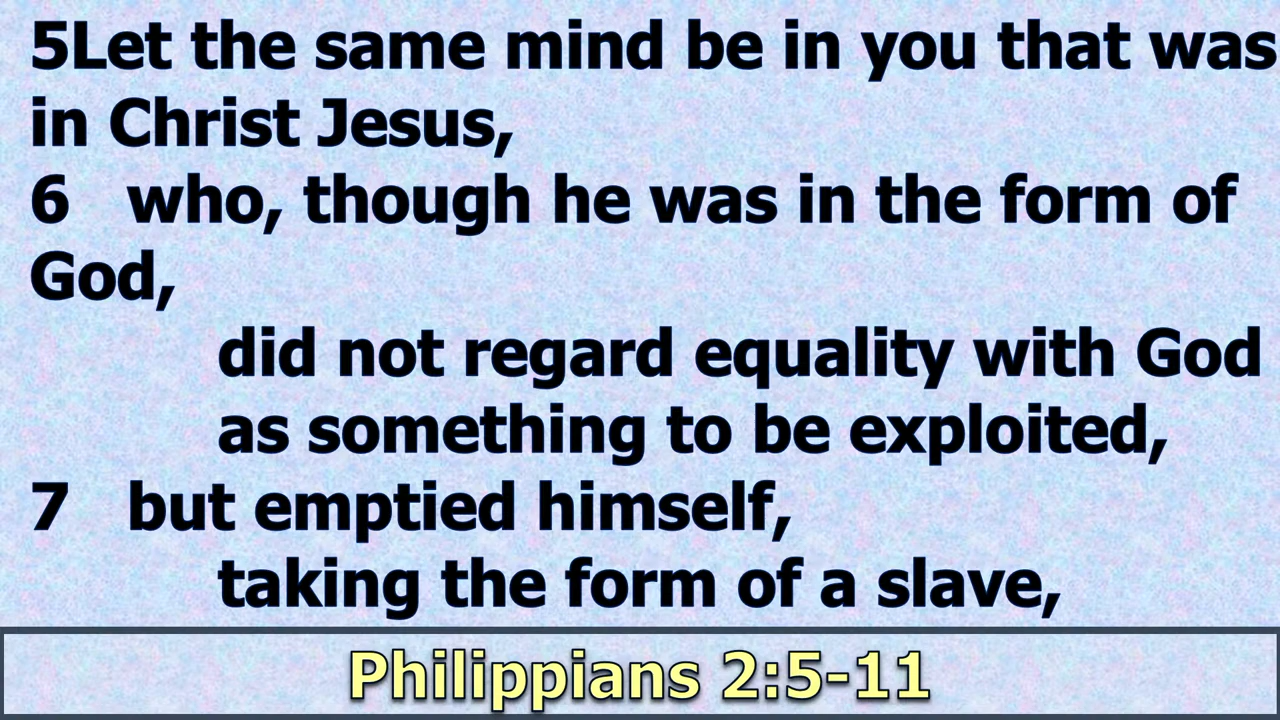 5Let the same mind be in you that was
in Christ Jesus,
6 who, though he was in the form of
God,
did not regard equality with God
as something to be exploited,
7 but emptied himself,
taking the form of a slave,
Philippians 2:5-11